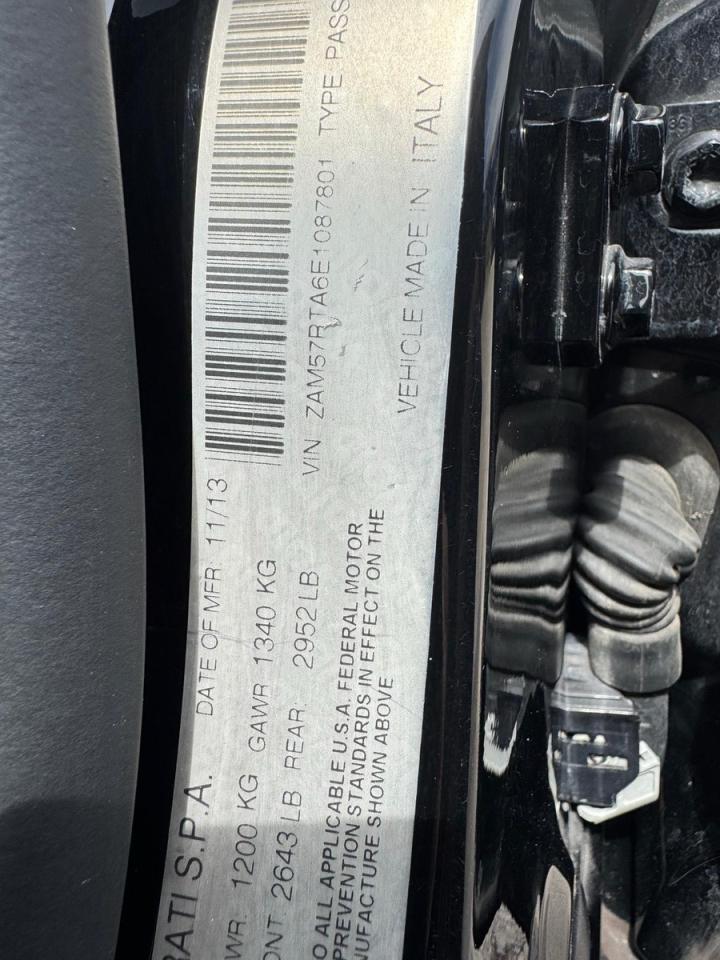 RATI S.P.A. DATE OF MFR: 11/13
WR: 1200 KG GAWR 1340 KG
ONT: 2643 LB REAR: 2952 LB
VIN ZAM57RTA6E1087801 TYPE PASS
O ALL APPLICABLE U.S.A. FEDERAL MOTOR
PREVENTION STANDARDS IN EFFECT ON THE
NUFACTURE SHOWN ABOVE
VEHICLE MADE IN ITALY